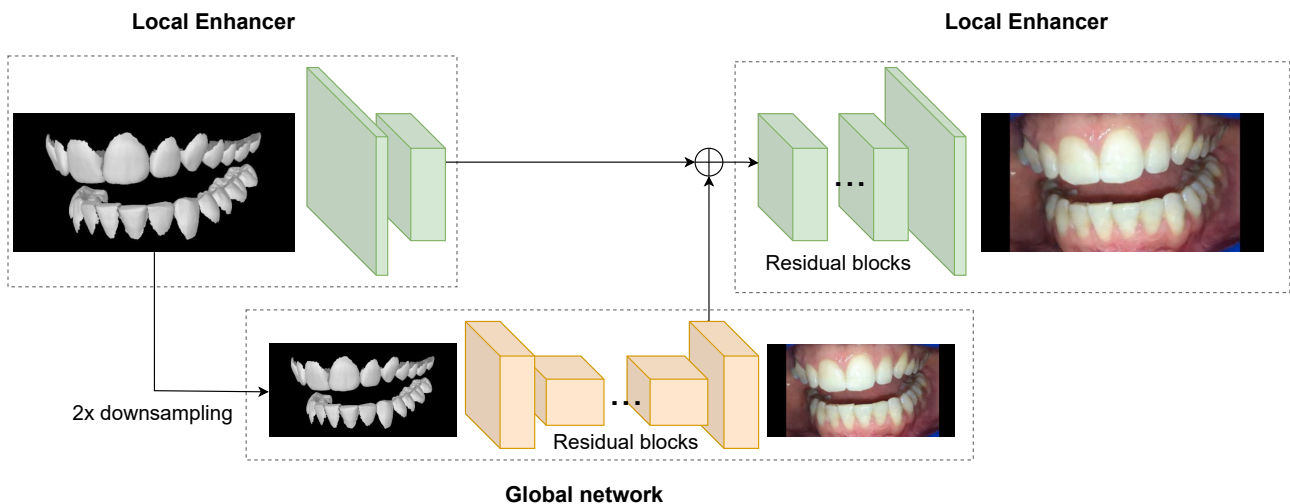 Local Enhancer
Local Enhancer
...
Residual blocks
2x downsampling
...
Residual blocks
Global network